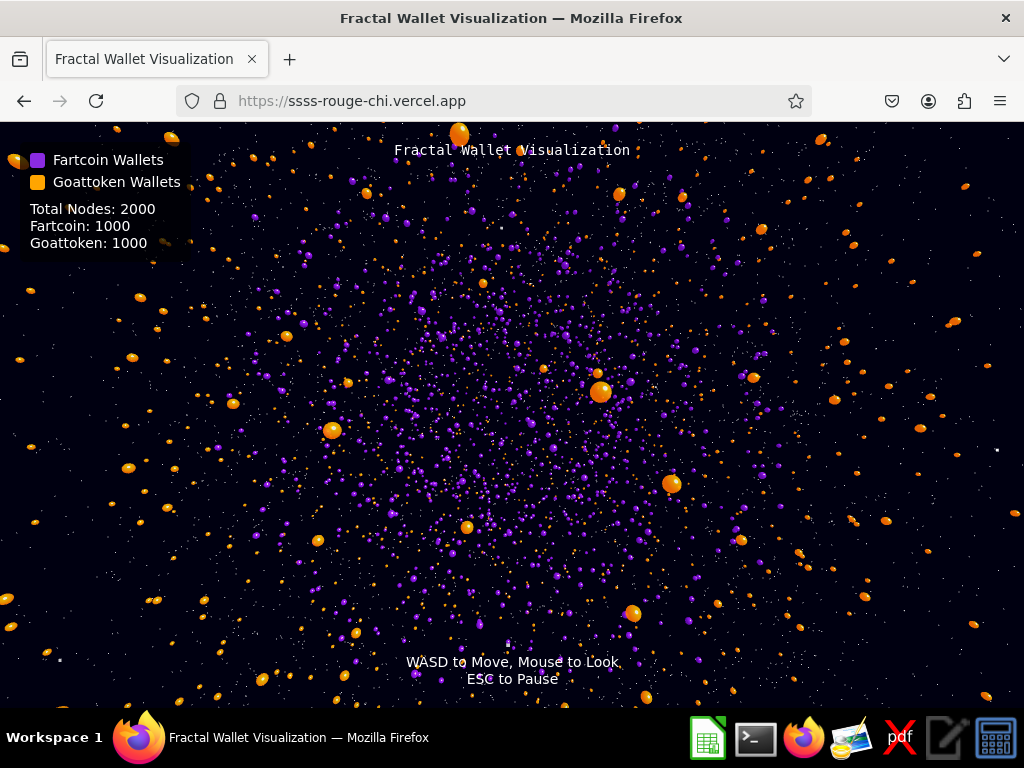 Fractal Wallet Visualization — Mozilla Firefox
Fractal Wallet Visualization
https://ssss-rouge-chi.vercel.app
Fractal Wallet Visualization
Fartcoin Wallets
Goattoken Wallets
Total Nodes: 2000
Fartcoin: 1000
Goattoken: 1000
WASD to Move, Mouse to Look
ESC to Pause
Workspace 1
Fractal Wallet Visualization — Mozilla Firefox
pdf